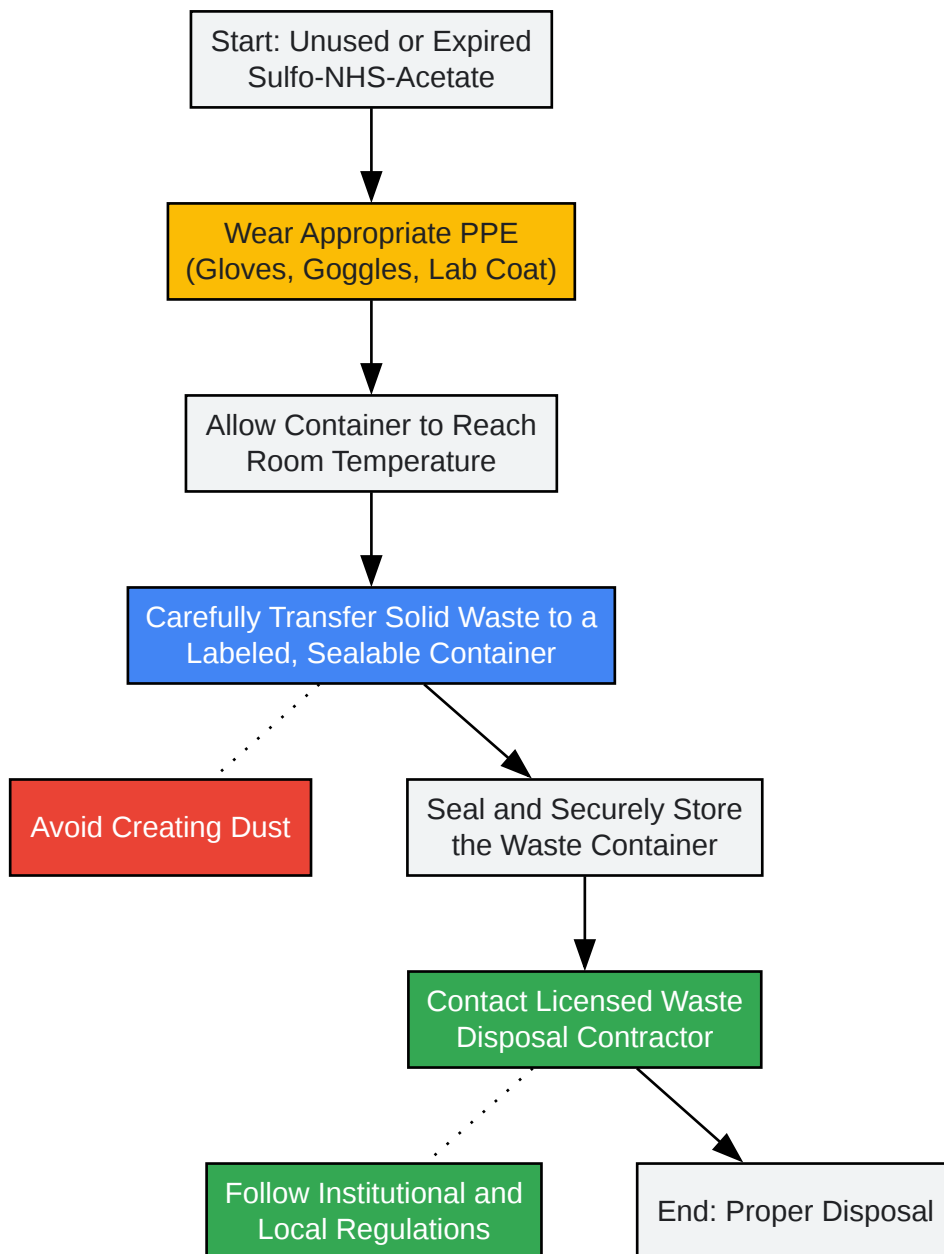 Start: Unused or Expired
Sulfo-NHS-Acetate
Wear Appropriate PPE
(Gloves, Goggles, Lab Coat)
Allow Container to Reach
Room Temperature
Carefully Transfer Solid Waste to a
Labeled, Sealable Container
Avoid Creating Dust
Seal and Securely Store
the Waste Container
Contact Licensed Waste
Disposal Contractor
Follow Institutional and
Local Regulations
End: Proper Disposal